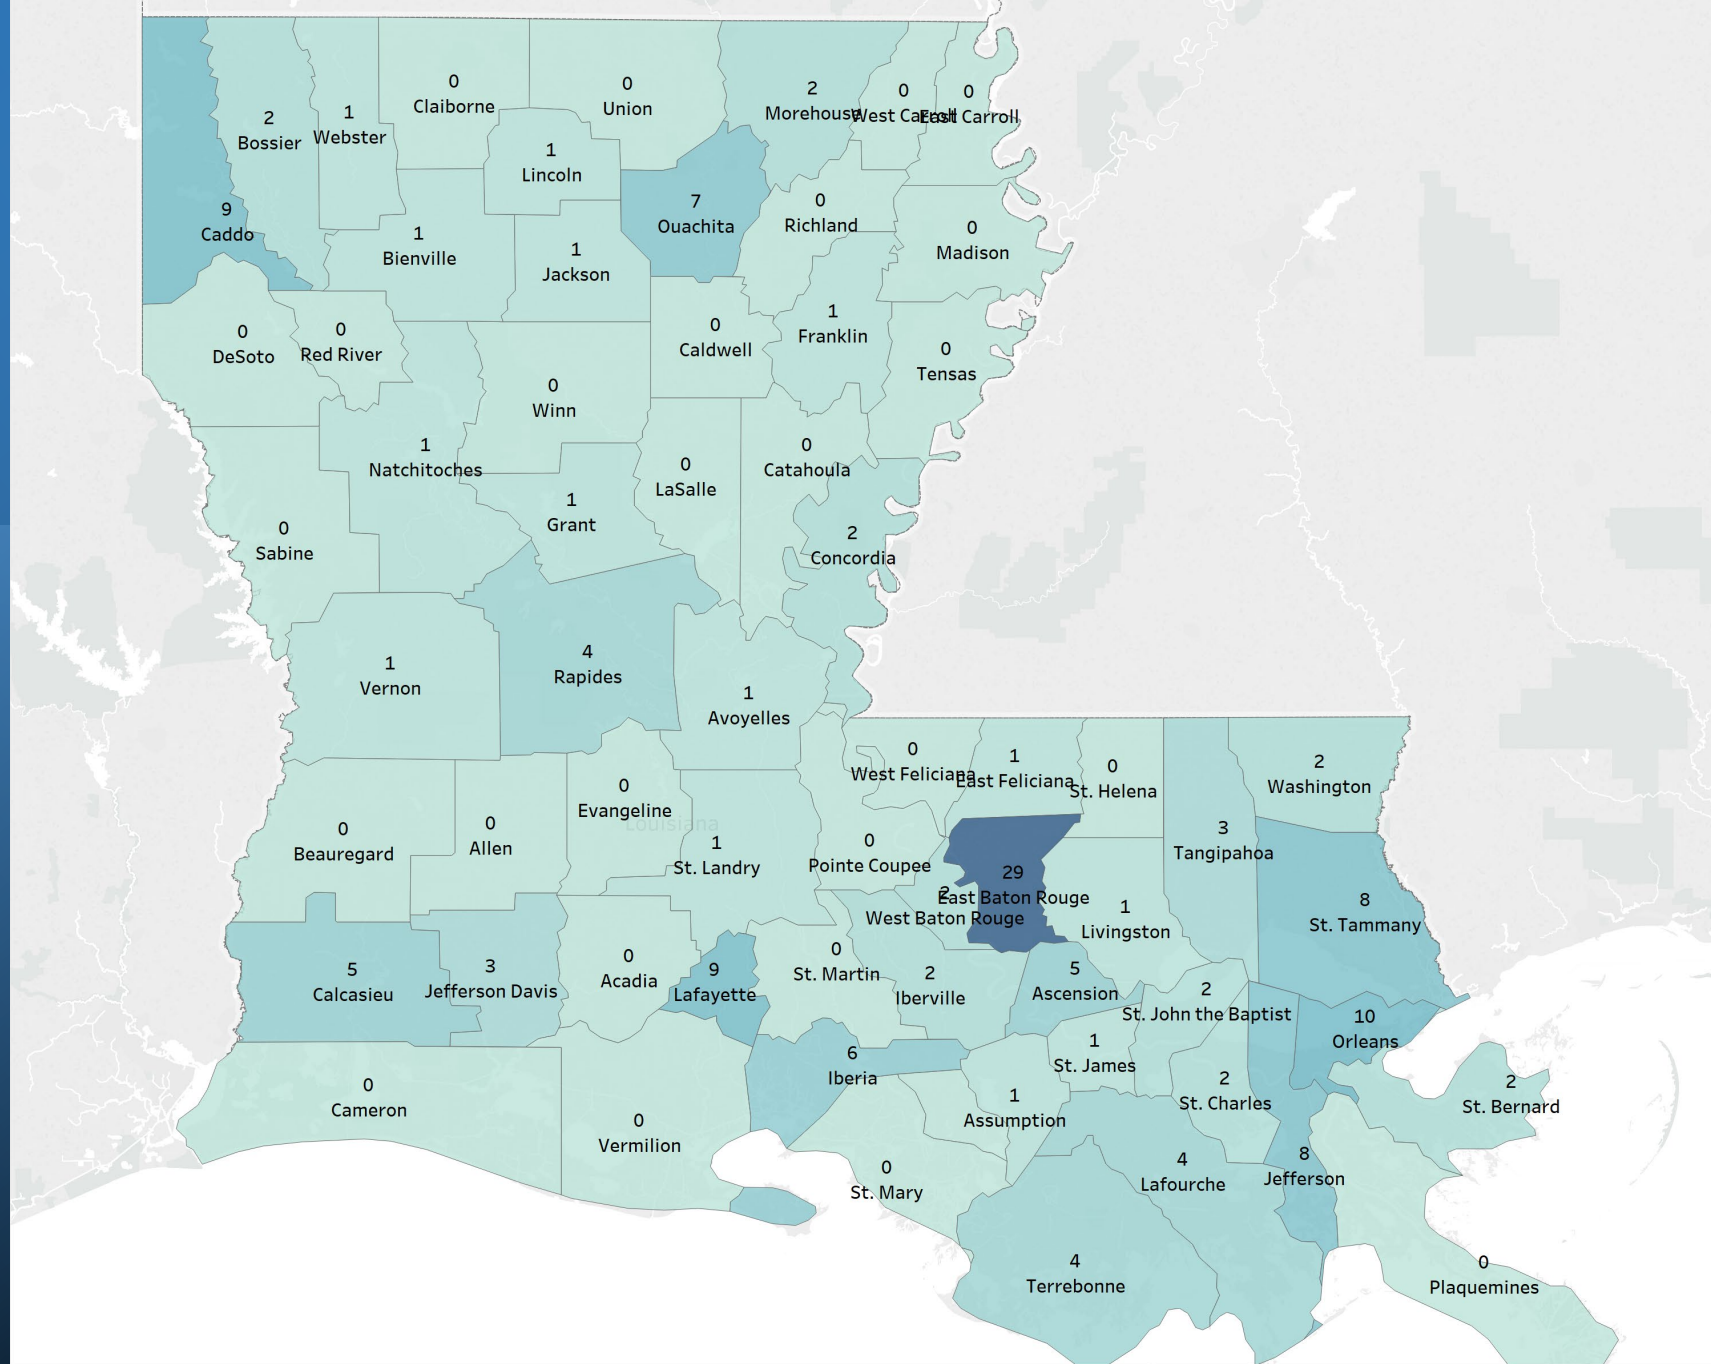 0
Claiborne
0
Union
2
Morehouse
0
West Carroll
0
East Carroll
2
Bossier
1
Webster
1
Lincoln
9
Caddo
7
Ouachita
0
Richland
0
Madison
1
Bienville
1
Jackson
0
DeSoto
0
Red River
0
Caldwell
1
Franklin
0
Tensas
0
Winn
1
Natchitoches
0
LaSalle
0
Catahoula
0
Sabine
1
Grant
2
Concordia
1
Vernon
4
Rapides
1
Avoyelles
0
West Feliciana
1
East Feliciana
0
St. Helena
2
Washington
0
Beauregard
0
Allen
0
Evangeline
Louisiana
1
St. Landry
0
Pointe Coupee
3
Tangipahoa
29
East Baton Rouge
2
West Baton Rouge
1
Livingston
8
St. Tammany
5
Calcasieu
3
Jefferson Davis
0
Acadia
9
Lafayette
0
St. Martin
2
Iberville
5
Ascension
2
St. John the Baptist
10
Orleans
6
Iberia
1
St. James
0
Cameron
0
Vermilion
1
Assumption
2
St. Charles
2
St. Bernard
0
St. Mary
4
Lafourche
8
Jefferson
4
Terrebonne
0
Plaquemines